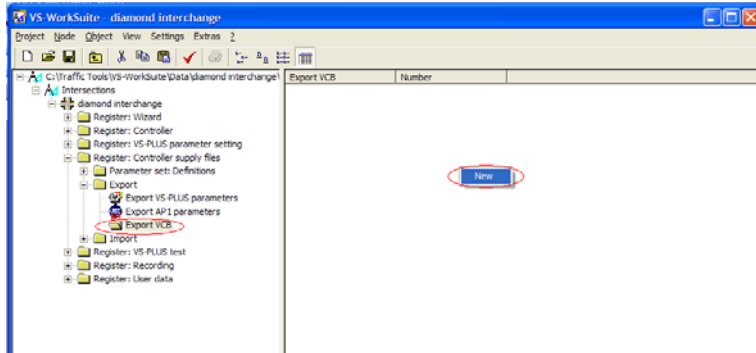 VS-WorkSuite - diamond interchange
Project Node Object View Settings Extras ?
C:\Traffic Tools\VS-WorkSuite\Data\diamond interchange\ Export VCB Number
Intersections
diamond interchange
Register: Wizard
Register: Controller
Register: VS-PLUS parameter setting
Register: Controller supply files
Parameter set: Definitions
New
Export
Export VS-PLUS parameters
Export AP1 parameters
Export VCB
Import
Register: VS-PLUS test
Register: Recording
Register: User data